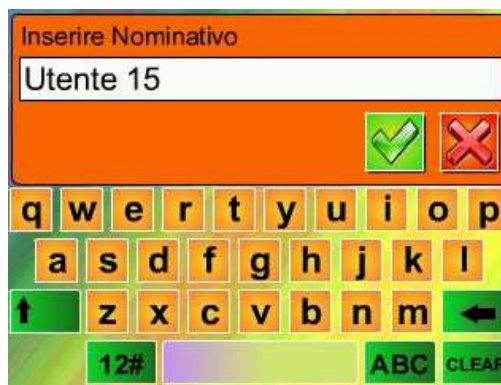 Inserire Nominativo
Utente 15
q w e r t y u i o p
a s d f g h j k l
z x c v b n m
12# ABC CLEAR